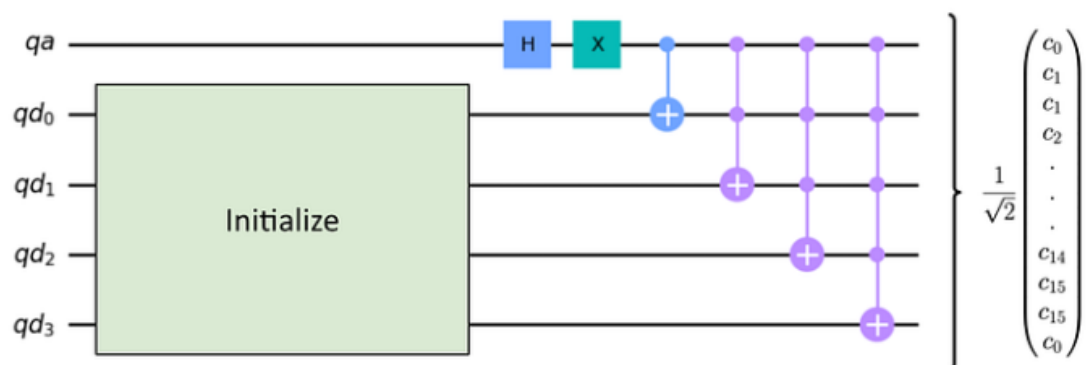 qa H X
qd₀
qd₁
Initialize
qd₂
qd₃
1
√2
c₀
c₁
c₁
c₂
.
.
.
c₁₄
c₁₅
c₁₅
c₀